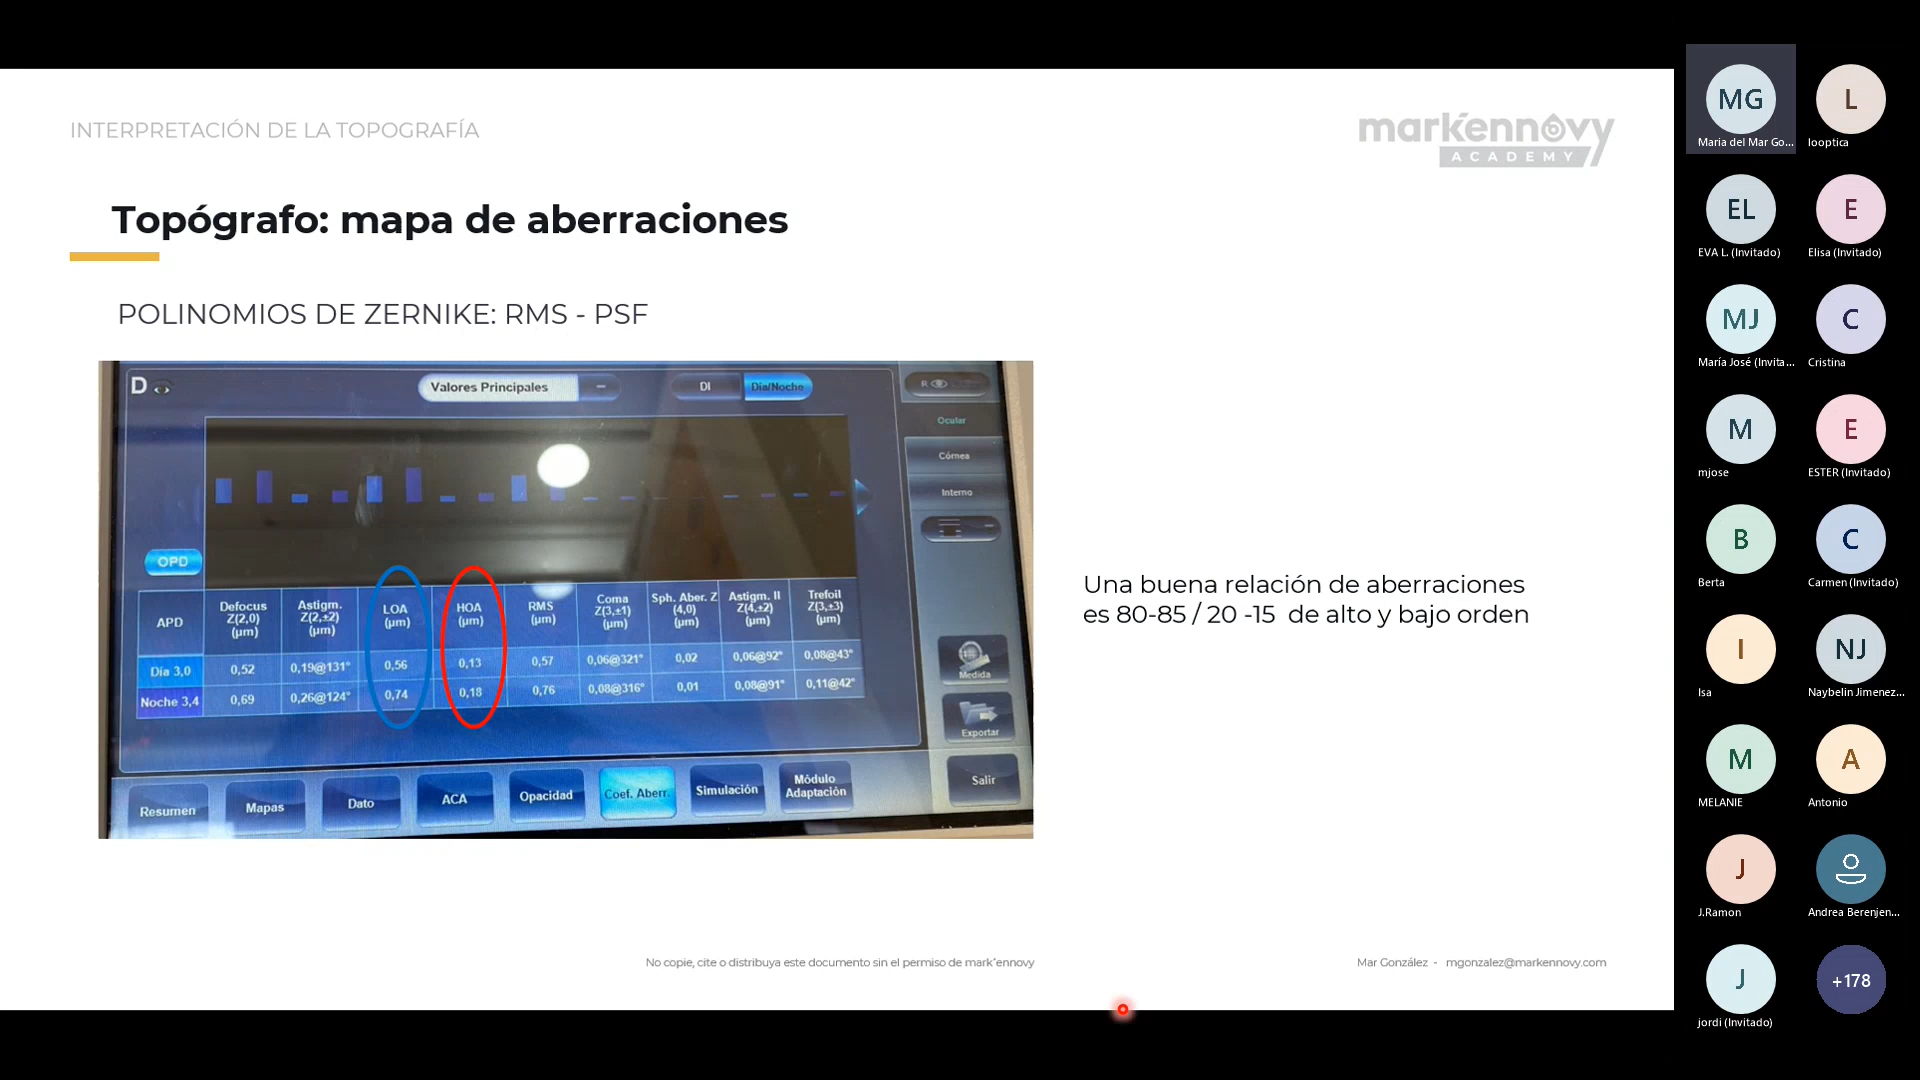 INTERPRETACIÓN DE LA TOPOGRAFÍA
mark'ennovy
ACADEMY
Topógrafo: mapa de aberraciones
POLINOMIOS DE ZERNIKE: RMS - PSF
D
Valores Principales
DI
Día/Noche
R
Ocular
Córnea
Interno
OPD
APD
Defocus Z(2,0) (µm)
Astigm. Z(2,±2) (µm)
LOA (µm)
HOA (µm)
RMS (µm)
Coma Z(3,±1) (µm)
Sph. Aber. Z (4,0) (µm)
Astigm. II Z(4,±2) (µm)
Trefoil Z(3,±3) (µm)
Día 3,0 0,52 0,19@131° 0,56 0,13 0,57 0,06@321° 0,02 0,06@92° 0,08@43°
Noche 3,4 0,69 0,26@124° 0,74 0,18 0,76 0,08@316° 0,01 0,08@91° 0,11@42°
Medida
Exportar
Salir
Resumen
Mapas
Dato
ACA
Opacidad
Coef. Aberr.
Simulación
Módulo Adaptación
Una buena relación de aberraciones
es 80-85 / 20 -15 de alto y bajo orden
No copie, cite o distribuya este documento sin el permiso de mark'ennovy
Mar González - mgonzalez@markennovy.com
MG
Maria del Mar Go...
L
looptica
EL
EVA L. (Invitado)
E
Elisa (Invitado)
MJ
María José (Invita...
C
Cristina
M
mjose
E
ESTER (Invitado)
B
Berta
C
Carmen (Invitado)
I
Isa
NJ
Naybelin Jimenez...
M
MELANIE
A
Antonio
J
J.Ramon
Andrea Berenjen...
J
jordi (Invitado)
+178